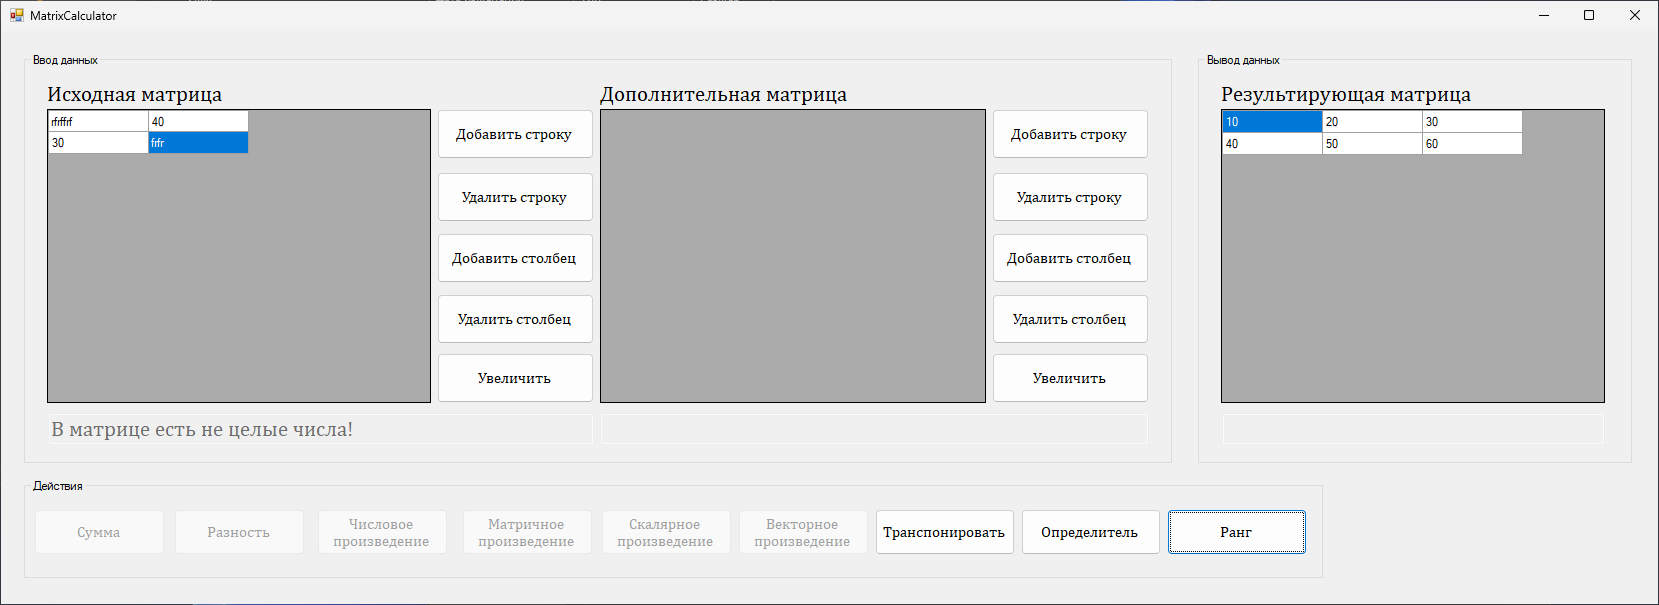 MatrixCalculator
Ввод данных
Исходная матрица
rfrffrf 40
30 frfr
Добавить строку
Удалить строку
Добавить столбец
Удалить столбец
Увеличить
В матрице есть не целые числа!
Дополнительная матрица
Добавить строку
Удалить строку
Добавить столбец
Удалить столбец
Увеличить
Вывод данных
Результирующая матрица
10 20 30
40 50 60
Действия
Сумма
Разность
Числовое
произведение
Матричное
произведение
Скалярное
произведение
Векторное
произведение
Транспонировать
Определитель
Ранг